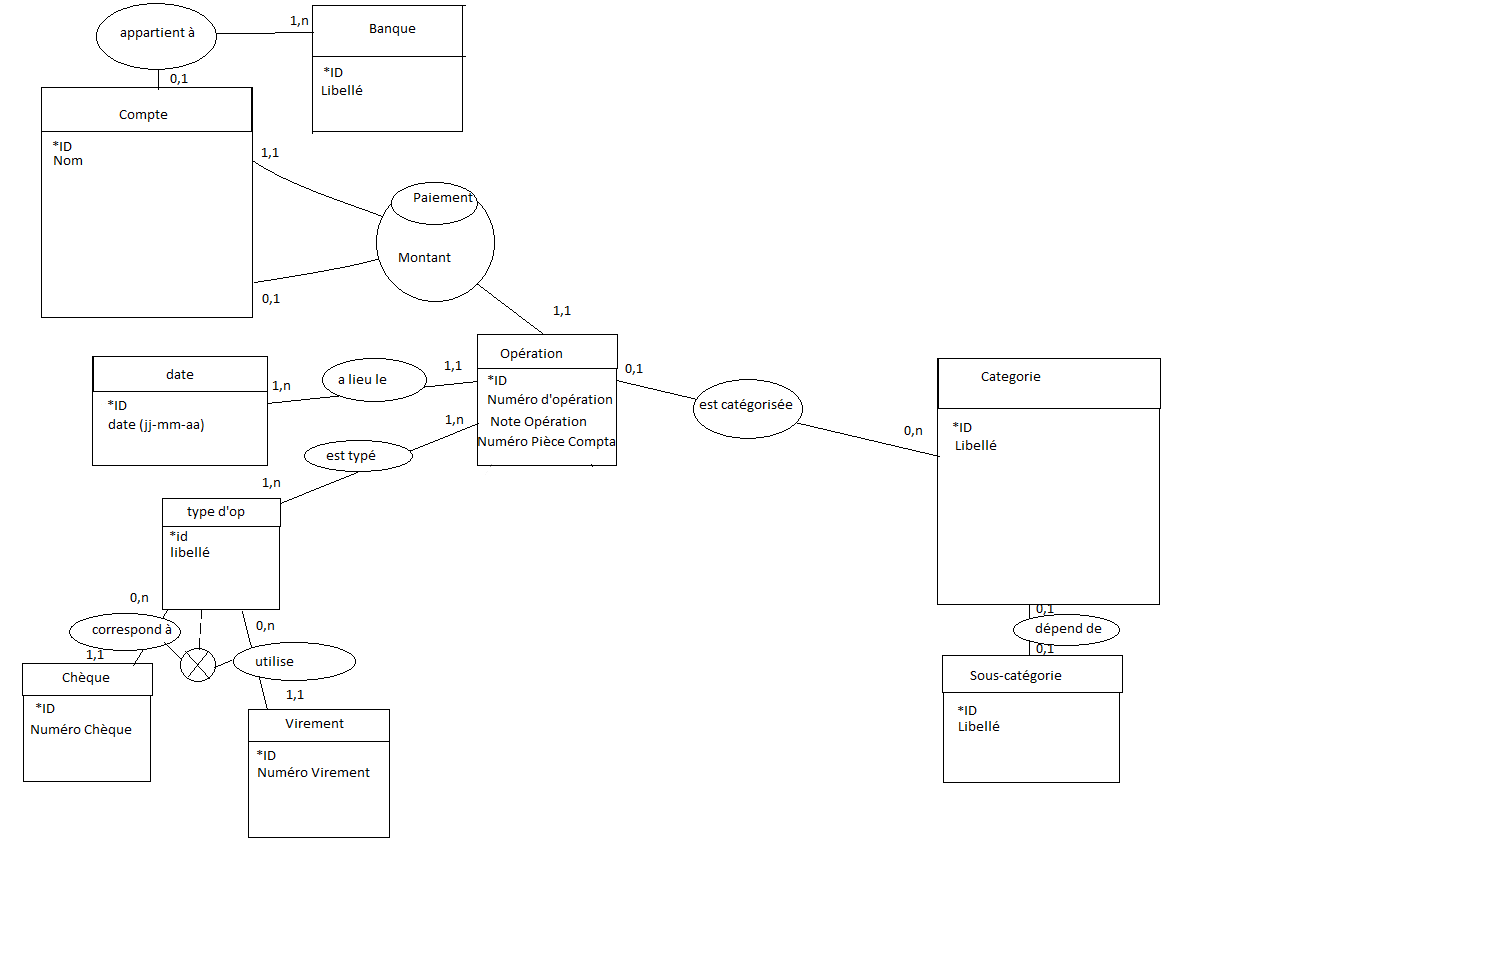 appartient à
1,n
Banque
*ID
Libellé
0,1
Compte
*ID
Nom
1,1
Paiement
Montant
0,1
1,1
Opération
*ID
Numéro d'opération
Note Opération
Numéro Pièce Compta
date
*ID
date (jj-mm-aa)
1,n
a lieu le
1,1
0,1
est catégorisée
0,n
Categorie
*ID
Libellé
1,n
est typé
1,n
type d'op
*id
libellé
0,n
correspond à
1,1
0,n
utilise
1,1
Chèque
*ID
Numéro Chèque
Virement
*ID
Numéro Virement
0,1
dépend de
0,1
Sous-catégorie
*ID
Libellé